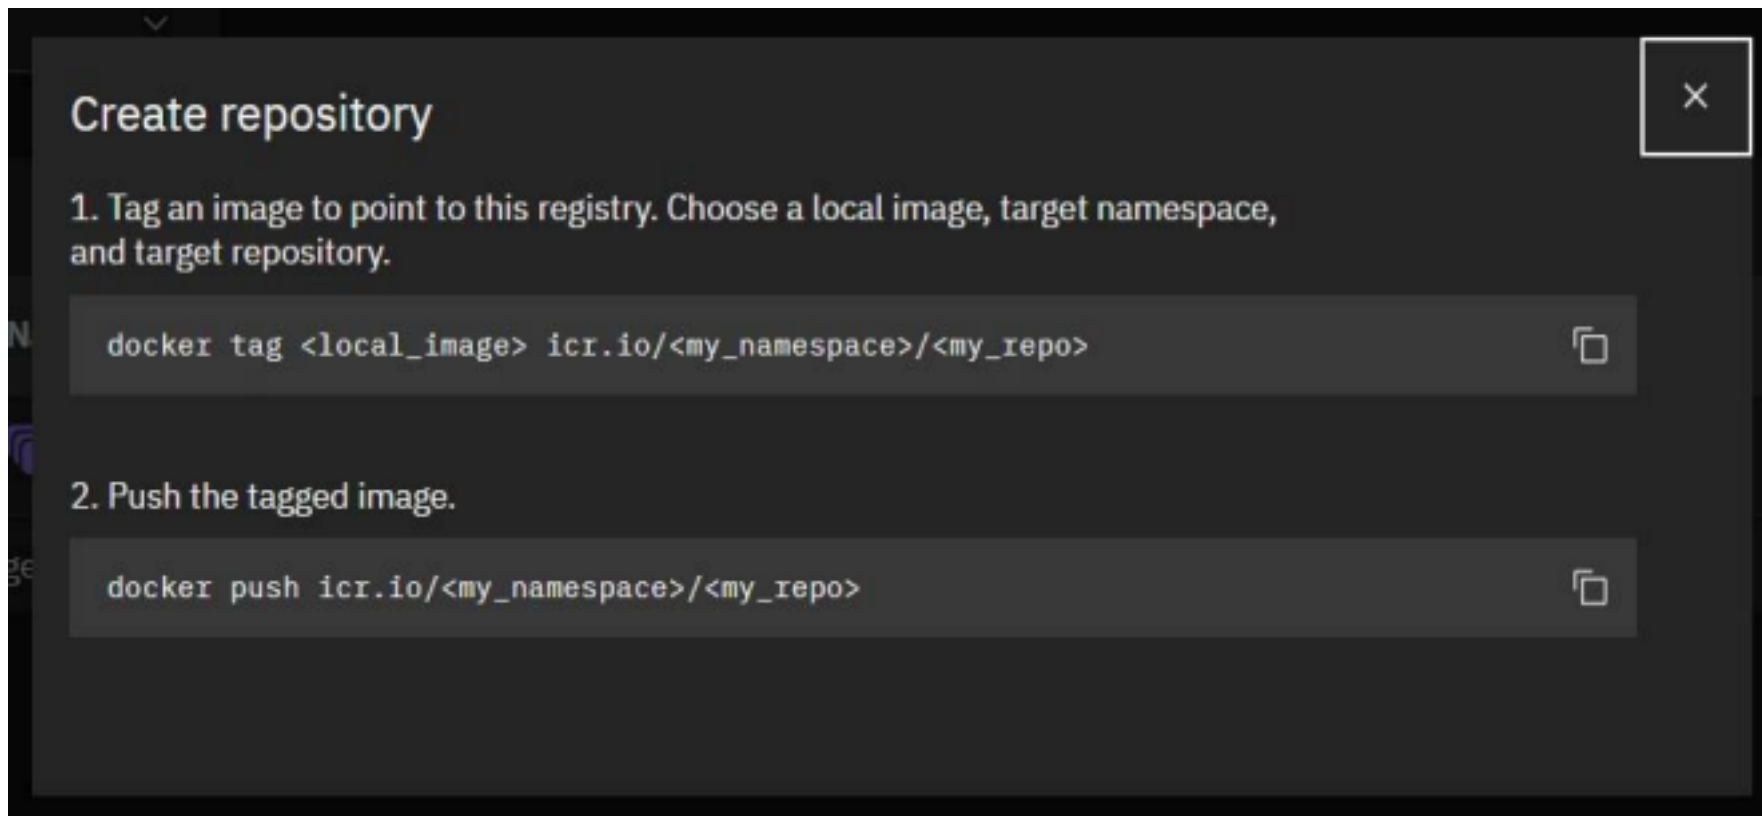 Create repository
1. Tag an image to point to this registry. Choose a local image, target namespace,
and target repository.
N
docker tag <local_image> icr.io/<my_namespace>/<my_repo>
2. Push the tagged image.
ge
docker push icr.io/<my_namespace>/<my_repo>